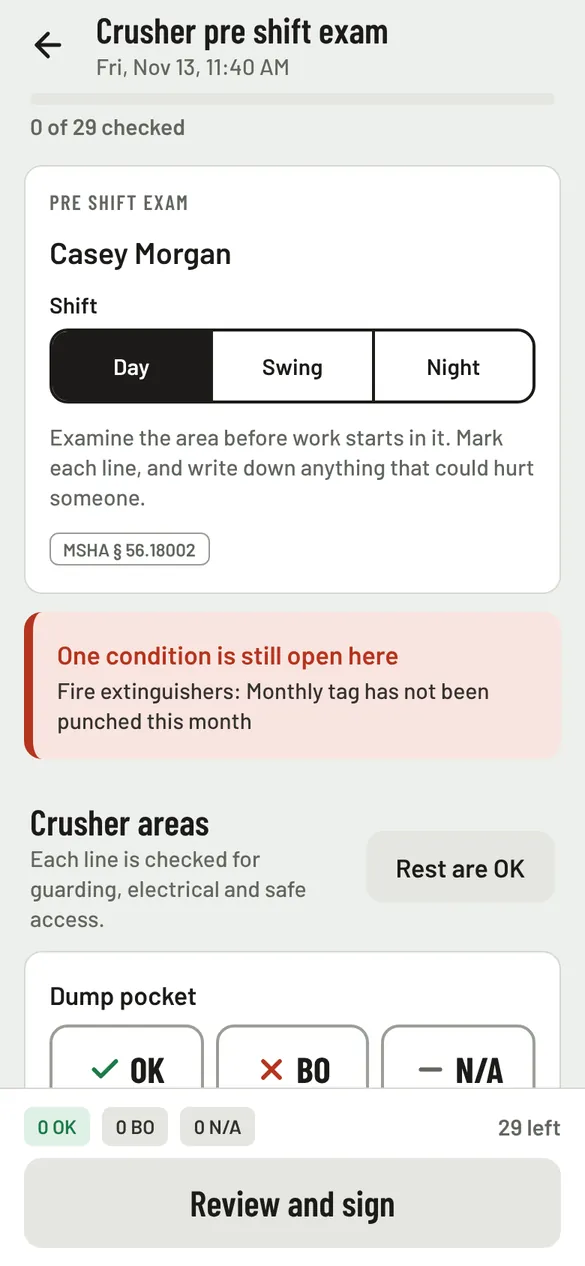 Crusher pre shift exam
Fri, Nov 13, 11:40 AM
0 of 29 checked
PRE SHIFT EXAM
Casey Morgan
Shift
Day Swing Night
Examine the area before work starts in it. Mark
each line, and write down anything that could hurt
someone.
MSHA § 56.18002
One condition is still open here
Fire extinguishers: Monthly tag has not been
punched this month
Crusher areas
Each line is checked for
guarding, electrical and safe
access.
Rest are OK
Dump pocket
OK BO N/A
0 OK 0 BO 0 N/A 29 left
Review and sign